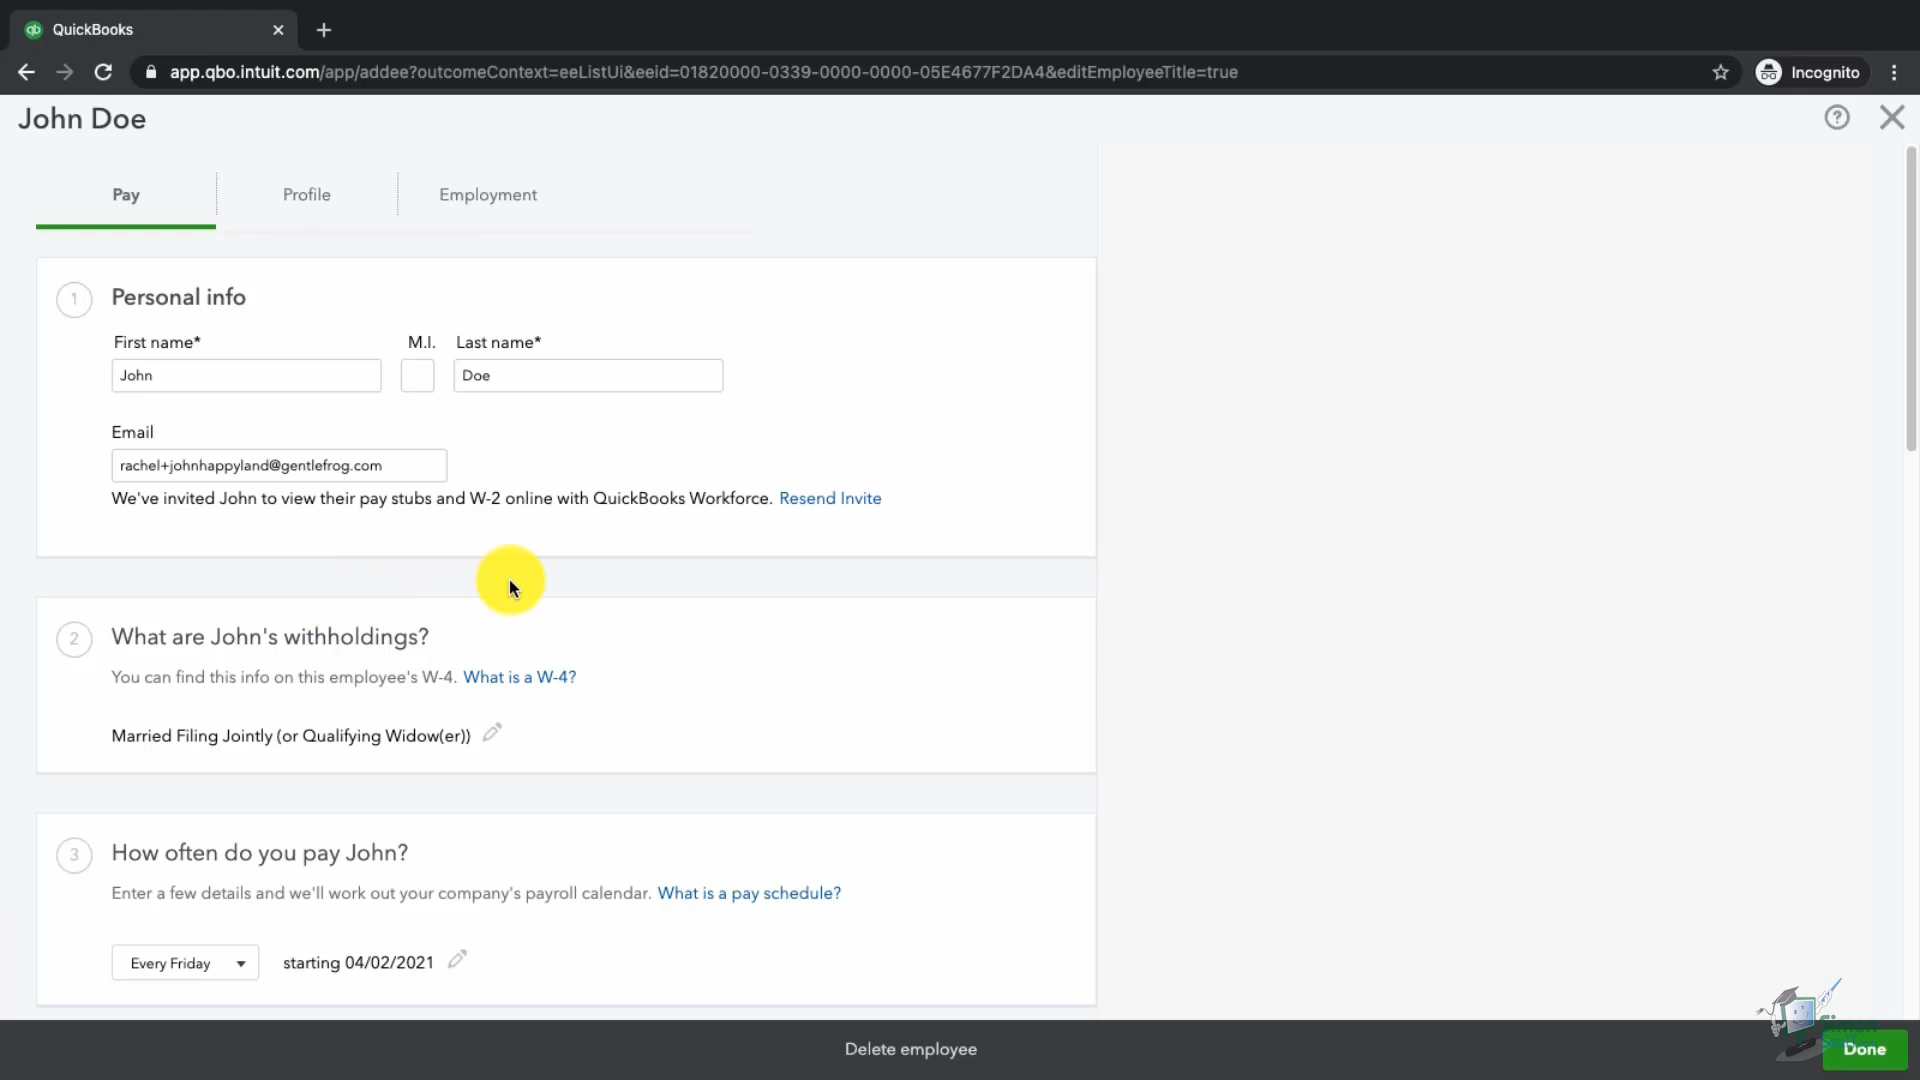 QuickBooks
app.qbo.intuit.com/app/addee?outcomeContext=eeListUi&eeid=01820000-0339-0000-0000-05E4677F2DA4&editEmployeeTitle=true
Incognito
John Doe
Pay
Profile
Employment
1
Personal info
First name*
M.I.
Last name*
John
Doe
Email
rachel+johnhappyland@gentlefrog.com
We've invited John to view their pay stubs and W-2 online with QuickBooks Workforce. Resend Invite
2
What are John's withholdings?
You can find this info on this employee's W-4. What is a W-4?
Married Filing Jointly (or Qualifying Widow(er))
3
How often do you pay John?
Enter a few details and we'll work out your company's payroll calendar. What is a pay schedule?
Every Friday
starting 04/02/2021
Delete employee
Done